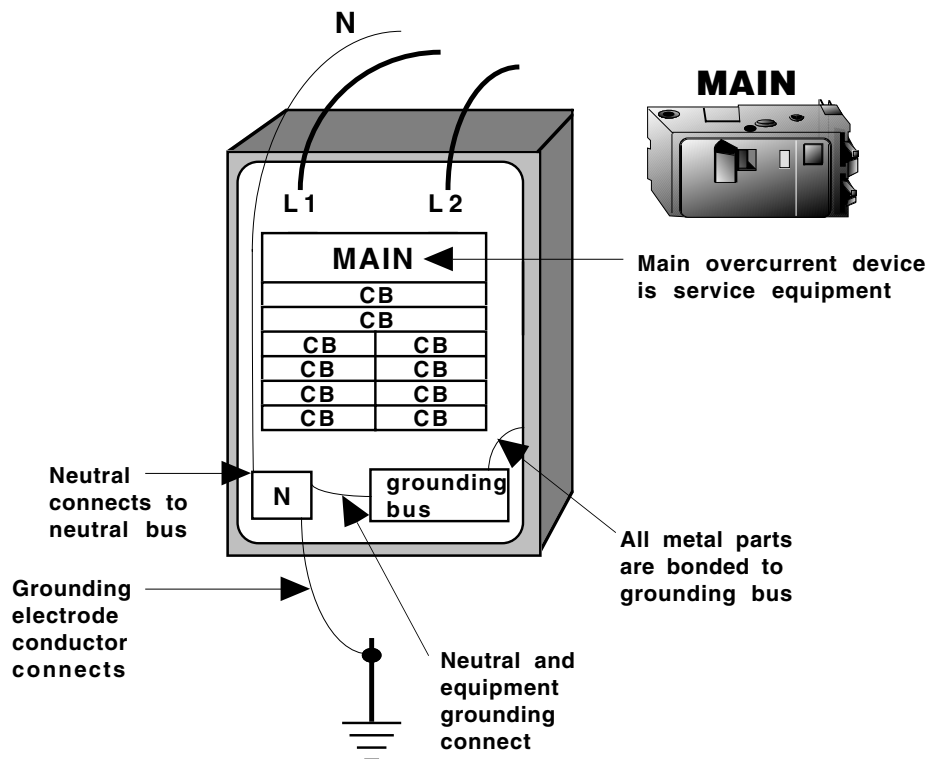 N
MAIN
L1 L2
MAIN
Main overcurrent device
is service equipment
CB
CB
CB CB
CB CB
CB CB
CB CB
Neutral
connects to
neutral bus
N
grounding
bus
All metal parts
are bonded to
grounding bus
Grounding
electrode
conductor
connects
Neutral and
equipment
grounding
connect